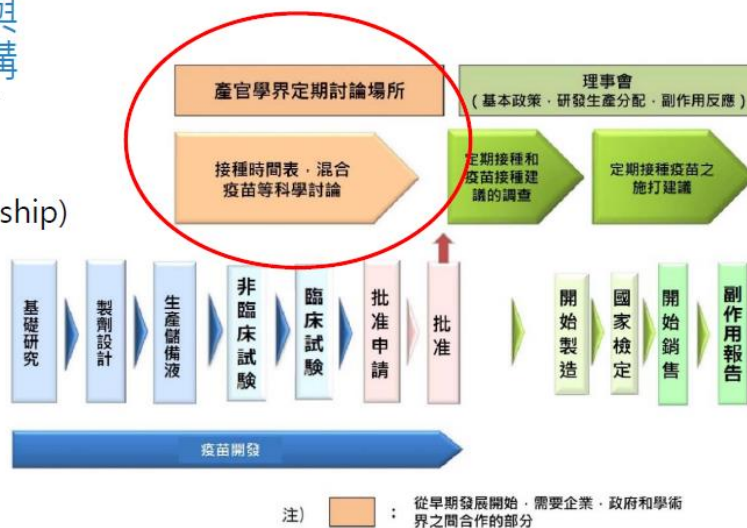 與
構
ship)
產官學界定期討論場所
理事會
(基本政策．研發生產分配．副作用反應)
接種時間表．混合
疫苗等科學討論
定期接種和
疫苗接種建
議的調查
定期接種疫苗之
施打建議
基礎研究
製劑設計
生產儲備液
非臨床試驗
臨床試驗
批准申請
批准
開始製造
國家檢定
開始銷售
副作用報告
疫苗開發
注) ： 從早期發展開始．需要企業．政府和學術
界之間合作的部分